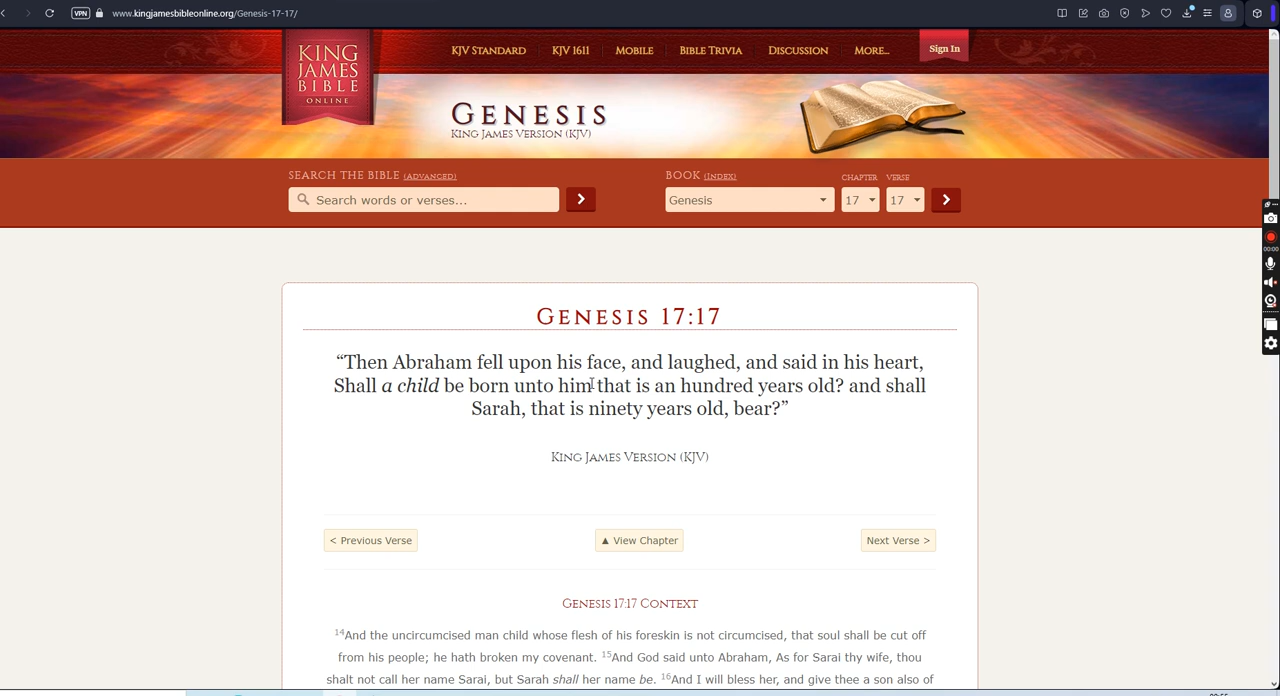 VPN www.kingjamesbibleonline.org/Genesis-17-17/
KING
JAMES
BIBLE
ONLINE
KJV STANDARD KJV 1611 MOBILE BIBLE TRIVIA DISCUSSION MORE... Sign In
GENESIS
KING JAMES VERSION (KJV)
SEARCH THE BIBLE (ADVANCED) BOOK (INDEX) CHAPTER VERSE
Search words or verses... Genesis 17 17
00:00
GENESIS 17:17
“Then Abraham fell upon his face, and laughed, and said in his heart,
Shall a child be born unto him that is an hundred years old? and shall
Sarah, that is ninety years old, bear?”
KING JAMES VERSION (KJV)
< Previous Verse ▲ View Chapter Next Verse >
GENESIS 17:17 CONTEXT
14And the uncircumcised man child whose flesh of his foreskin is not circumcised, that soul shall be cut off
from his people; he hath broken my covenant. 15And God said unto Abraham, As for Sarai thy wife, thou
shalt not call her name Sarai, but Sarah shall her name be. 16And I will bless her, and give thee a son also of